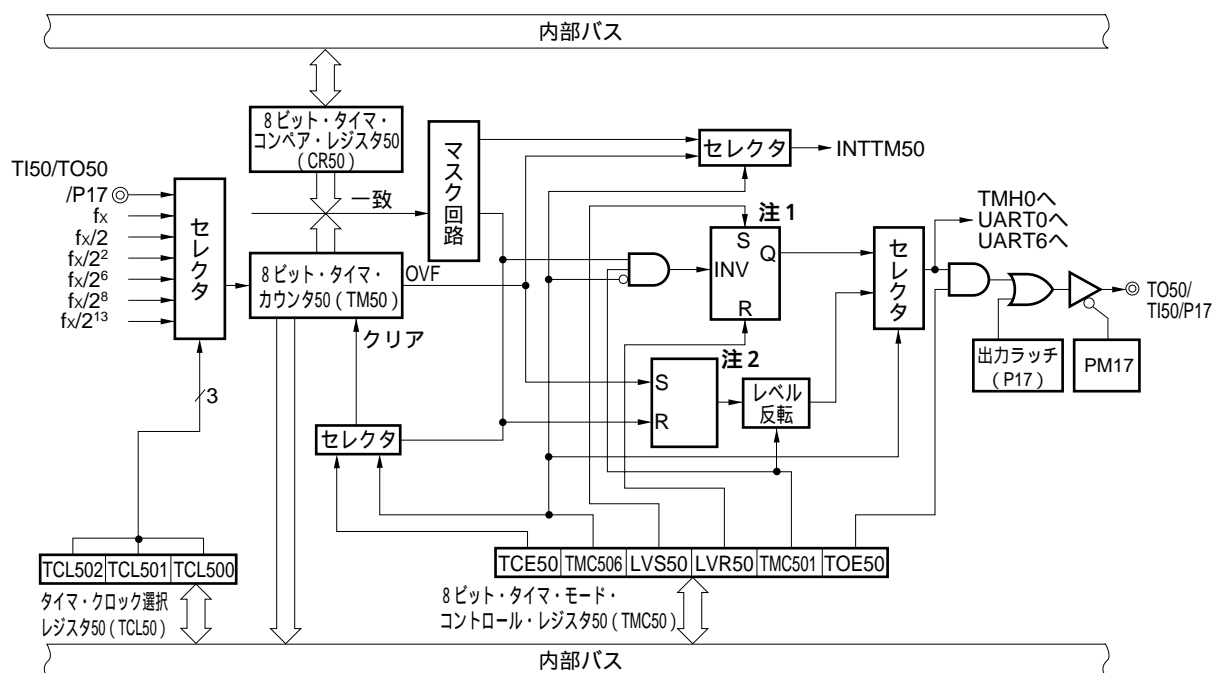 内部バス
8ビット・タイマ・
コンペア・レジスタ50
（CR50）
マスク回路
セレクタ
INTTM50
TI50/TO50
/P17
fx
fx/2
fx/2²
fx/2⁶
fx/2⁸
fx/2¹³
セレクタ
一致
8ビット・タイマ・
カウンタ50（TM50）
OVF
クリア
注1
S
INV
Q
R
セレクタ
TMH0へ
UART0へ
UART6へ
TO50/
TI50/P17
出力ラッチ
（P17）
PM17
注2
S
R
レベル
反転
3
セレクタ
TCL502 TCL501 TCL500
タイマ・クロック選択
レジスタ50（TCL50）
TCE50 TMC506 LVS50 LVR50 TMC501 TOE50
8ビット・タイマ・モード・
コントロール・レジスタ50（TMC50）
内部バス